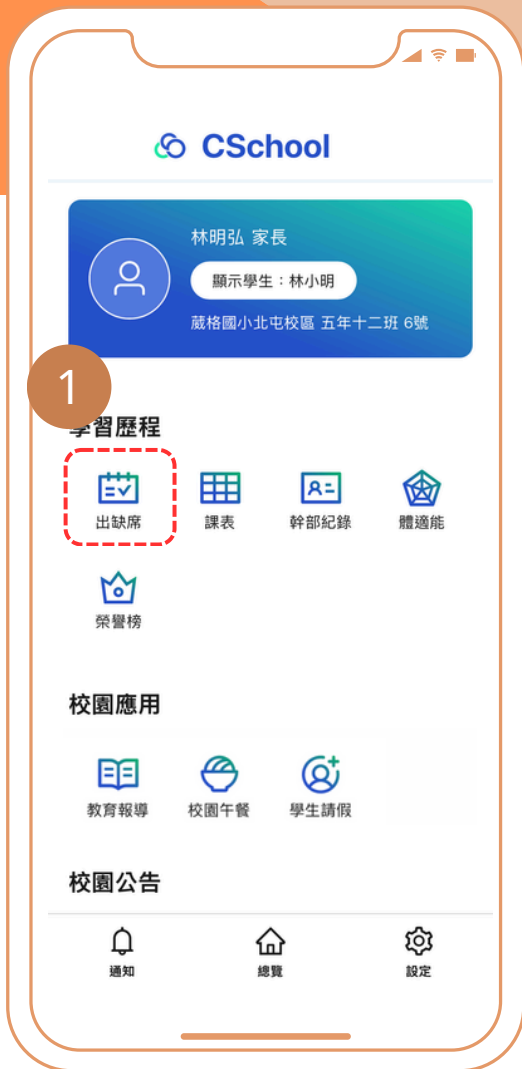 CSchool
林明弘 家長
顯示學生：林小明
葳格國小北屯校區 五年十二班 6號
1
學習歷程
出缺席 課表 幹部紀錄 體適能
榮譽榜
校園應用
教育報導 校園午餐 學生請假
校園公告
通知 總覽 設定